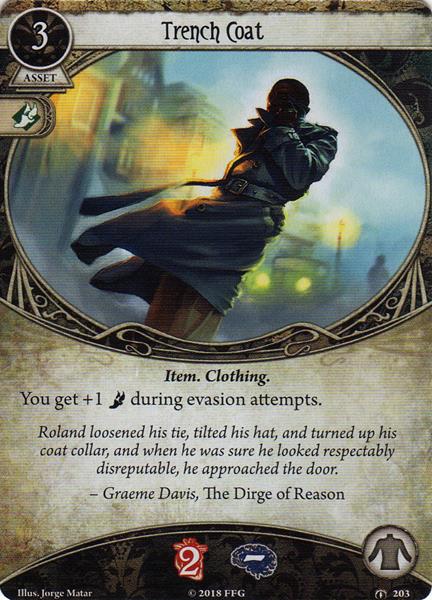 Trench Coat
3
ASSET
Item. Clothing.
You get +1 during evasion attempts.
Roland loosened his tie, tilted his hat, and turned up his
coat collar, and when he was sure he looked respectably
disreputable, he approached the door.
– Graeme Davis, The Dirge of Reason
2
–
Illus. Jorge Matar
© 2018 FFG
203